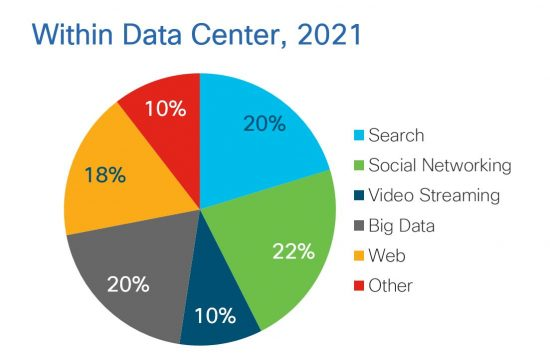 Within Data Center, 2021
20%
22%
10%
20%
18%
10%
Search
Social Networking
Video Streaming
Big Data
Web
Other